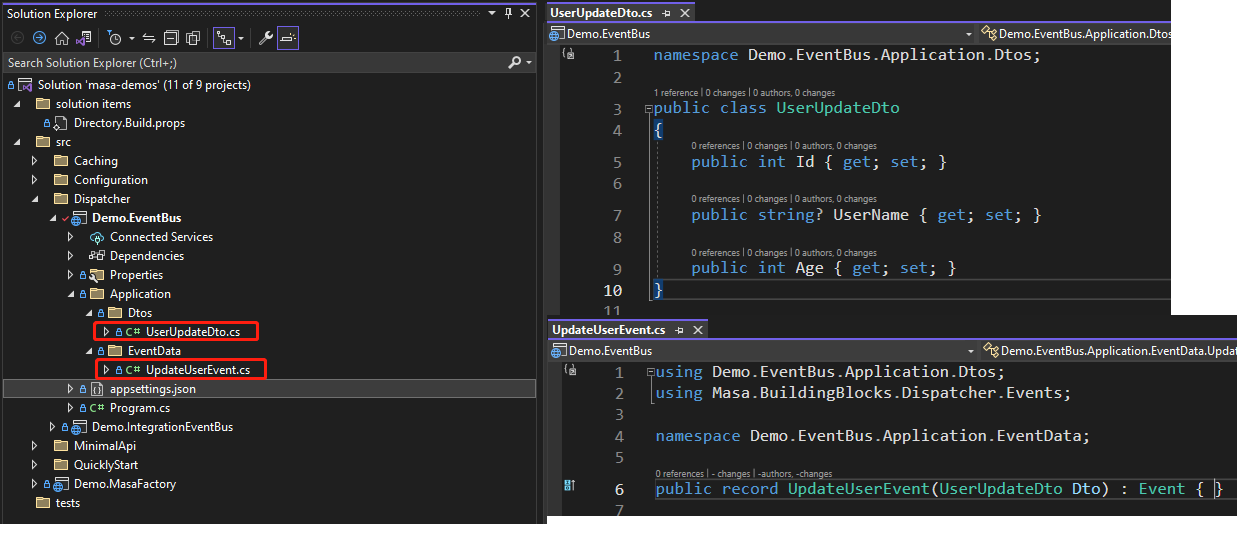 Solution Explorer
Search Solution Explorer (Ctrl+;)
Solution 'masa-demos' (11 of 9 projects)
solution items
Directory.Build.props
src
Caching
Configuration
Dispatcher
Demo.EventBus
Connected Services
Dependencies
Properties
Application
Dtos
C# UserUpdateDto.cs
EventData
C# UpdateUserEvent.cs
appsettings.json
C# Program.cs
Demo.IntegrationEventBus
MinimalApi
QuicklyStart
Demo.MasaFactory
tests
UserUpdateDto.cs
Demo.EventBus
Demo.EventBus.Application.Dtos
1 namespace Demo.EventBus.Application.Dtos;
2
1 reference | 0 changes | 0 authors, 0 changes
3 public class UserUpdateDto
4 {
0 references | 0 changes | 0 authors, 0 changes
5 public int Id { get; set; }
6
0 references | 0 changes | 0 authors, 0 changes
7 public string? UserName { get; set; }
8
0 references | 0 changes | 0 authors, 0 changes
9 public int Age { get; set; }
10 }
11
UpdateUserEvent.cs
Demo.EventBus
Demo.EventBus.Application.EventData.Updat
1 using Demo.EventBus.Application.Dtos;
2 using Masa.BuildingBlocks.Dispatcher.Events;
3
4 namespace Demo.EventBus.Application.EventData;
5
0 references | - changes | -authors, -changes
6 public record UpdateUserEvent(UserUpdateDto Dto) : Event { }
7